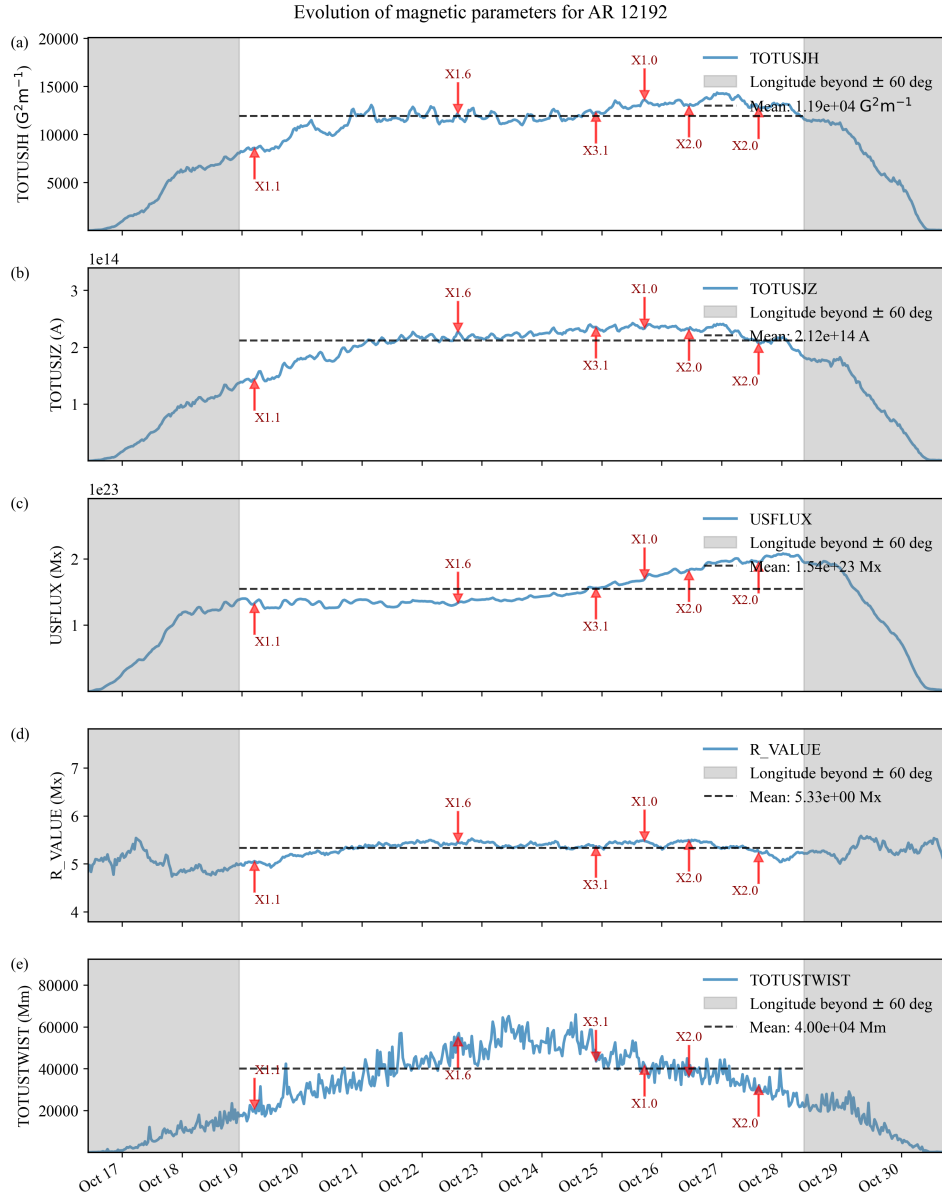 Evolution of magnetic parameters for AR 12192
(a)
TOTUSJH (G²m⁻¹)
20000
15000
10000
5000
TOTUSJH
Longitude beyond ± 60 deg
Mean: 1.19e+04 G²m⁻¹
X1.1
X1.6
X3.1
X1.0
X2.0
X2.0
(b)
1e14
TOTUSJZ (A)
3
2
1
TOTUSJZ
Longitude beyond ± 60 deg
Mean: 2.12e+14 A
X1.1
X1.6
X3.1
X1.0
X2.0
X2.0
(c)
1e23
USFLUX (Mx)
2
1
USFLUX
Longitude beyond ± 60 deg
Mean: 1.54e+23 Mx
X1.1
X1.6
X3.1
X1.0
X2.0
X2.0
(d)
R_VALUE (Mx)
7
6
5
4
R_VALUE
Longitude beyond ± 60 deg
Mean: 5.33e+00 Mx
X1.1
X1.6
X3.1
X1.0
X2.0
X2.0
(e)
TOTUSTWIST (Mm)
80000
60000
40000
20000
TOTUSTWIST
Longitude beyond ± 60 deg
Mean: 4.00e+04 Mm
X1.1
X1.6
X3.1
X1.0
X2.0
X2.0
Oct 17
Oct 18
Oct 19
Oct 20
Oct 21
Oct 22
Oct 23
Oct 24
Oct 25
Oct 26
Oct 27
Oct 28
Oct 29
Oct 30